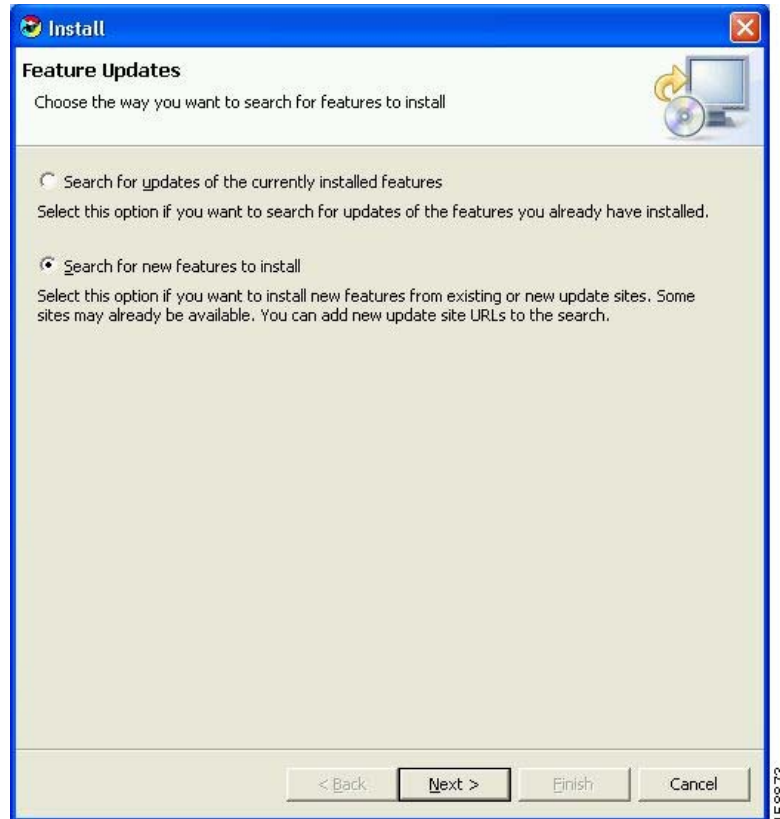 Install
Feature Updates
Choose the way you want to search for features to install
Search for updates of the currently installed features
Select this option if you want to search for updates of the features you already have installed.
Search for new features to install
Select this option if you want to install new features from existing or new update sites. Some
sites may already be available. You can add new update site URLs to the search.
< Back
Next >
Finish
Cancel